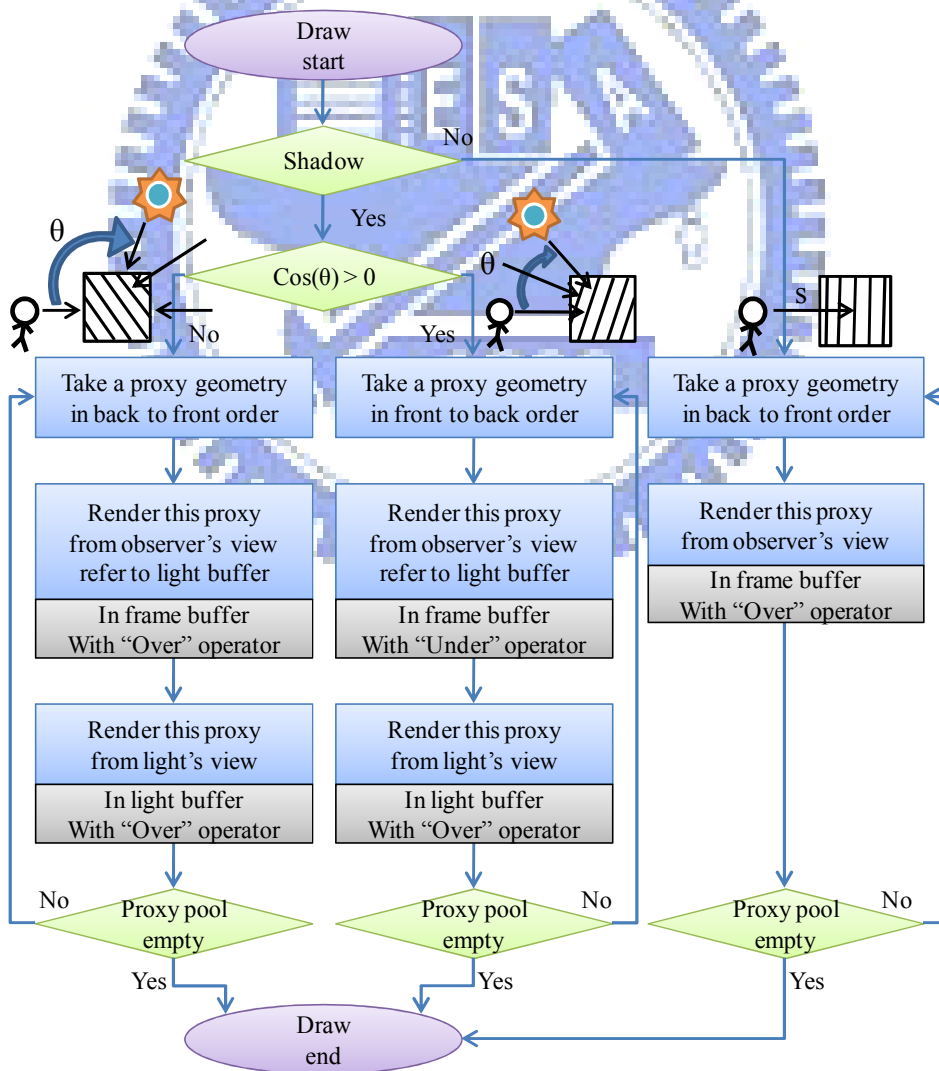 Draw
start
E S A
Shadow
No
Yes
θ
Cos(θ) > 0
θ
s
No
Yes
Take a proxy geometry
in back to front order
Take a proxy geometry
in front to back order
Take a proxy geometry
in back to front order
Render this proxy
from observer’s view
refer to light buffer
In frame buffer
With “Over” operator
Render this proxy
from observer’s view
refer to light buffer
In frame buffer
With “Under” operator
Render this proxy
from observer’s view
In frame buffer
With “Over” operator
Render this proxy
from light’s view
In light buffer
With “Over” operator
Render this proxy
from light’s view
In light buffer
With “Over” operator
No
Proxy pool
empty
Yes
Proxy pool
empty
No
Yes
Proxy pool
empty
No
Yes
Draw
end